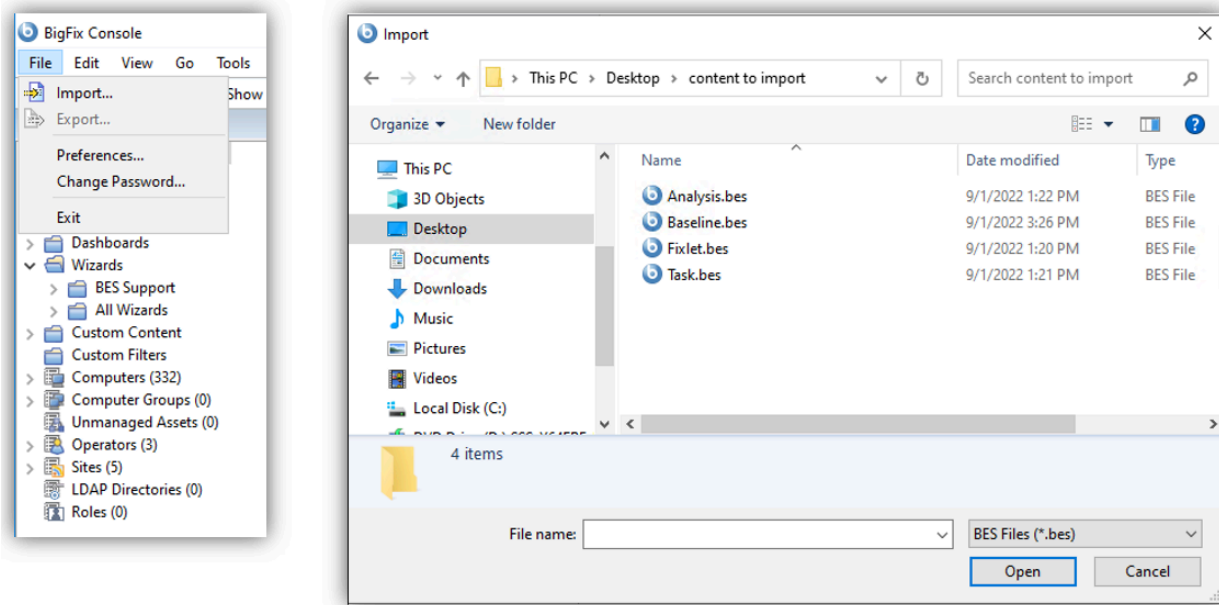 BigFix Console
File Edit View Go Tools
Import...
Show
Export...
Preferences...
Change Password...
Exit
Dashboards
Wizards
BES Support
All Wizards
Custom Content
Custom Filters
Computers (332)
Computer Groups (0)
Unmanaged Assets (0)
Operators (3)
Sites (5)
LDAP Directories (0)
Roles (0)
Import
This PC > Desktop > content to import
Search content to import
Organize
New folder
Name Date modified Type
This PC
3D Objects
Desktop
Documents
Downloads
Music
Pictures
Videos
Local Disk (C:)
Analysis.bes 9/1/2022 1:22 PM BES File
Baseline.bes 9/1/2022 3:26 PM BES File
Fixlet.bes 9/1/2022 1:20 PM BES File
Task.bes 9/1/2022 1:21 PM BES File
4 items
File name:
BES Files (*.bes)
Open Cancel